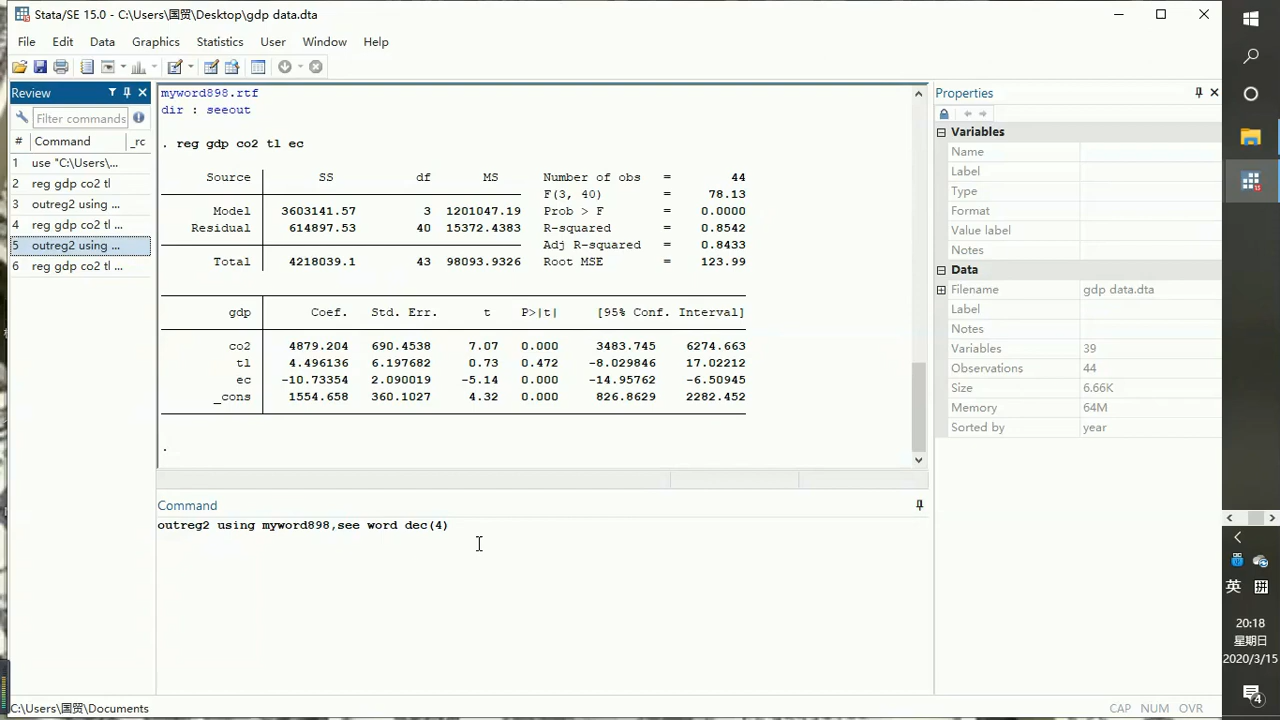 Stata/SE 15.0 - C:\Users\国贸\Desktop\gdp data.dta
File Edit Data Graphics Statistics User Window Help
Review
Filter commands
# Command _rc
1 use "C:\Users\...
2 reg gdp co2 tl
3 outreg2 using ...
4 reg gdp co2 tl ...
5 outreg2 using ...
6 reg gdp co2 tl ...
myword898.rtf
dir : seeout
. reg gdp co2 tl ec
Source SS df MS Number of obs = 44
F(3, 40) = 78.13
Model 3603141.57 3 1201047.19 Prob > F = 0.0000
Residual 614897.53 40 15372.4383 R-squared = 0.8542
Adj R-squared = 0.8433
Total 4218039.1 43 98093.9326 Root MSE = 123.99
gdp Coef. Std. Err. t P>|t| [95% Conf. Interval]
co2 4879.204 690.4538 7.07 0.000 3483.745 6274.663
tl 4.496136 6.197682 0.73 0.472 -8.029846 17.02212
ec -10.73354 2.090019 -5.14 0.000 -14.95762 -6.50945
_cons 1554.658 360.1027 4.32 0.000 826.8629 2282.452
.
Command
outreg2 using myword898,see word dec(4)
Properties
Variables
Name
Label
Type
Format
Value label
Notes
Data
Filename gdp data.dta
Label
Notes
Variables 39
Observations 44
Size 6.66K
Memory 64M
Sorted by year
C:\Users\国贸\Documents
CAP NUM OVR
英 拼
20:18
星期日
2020/3/15
4